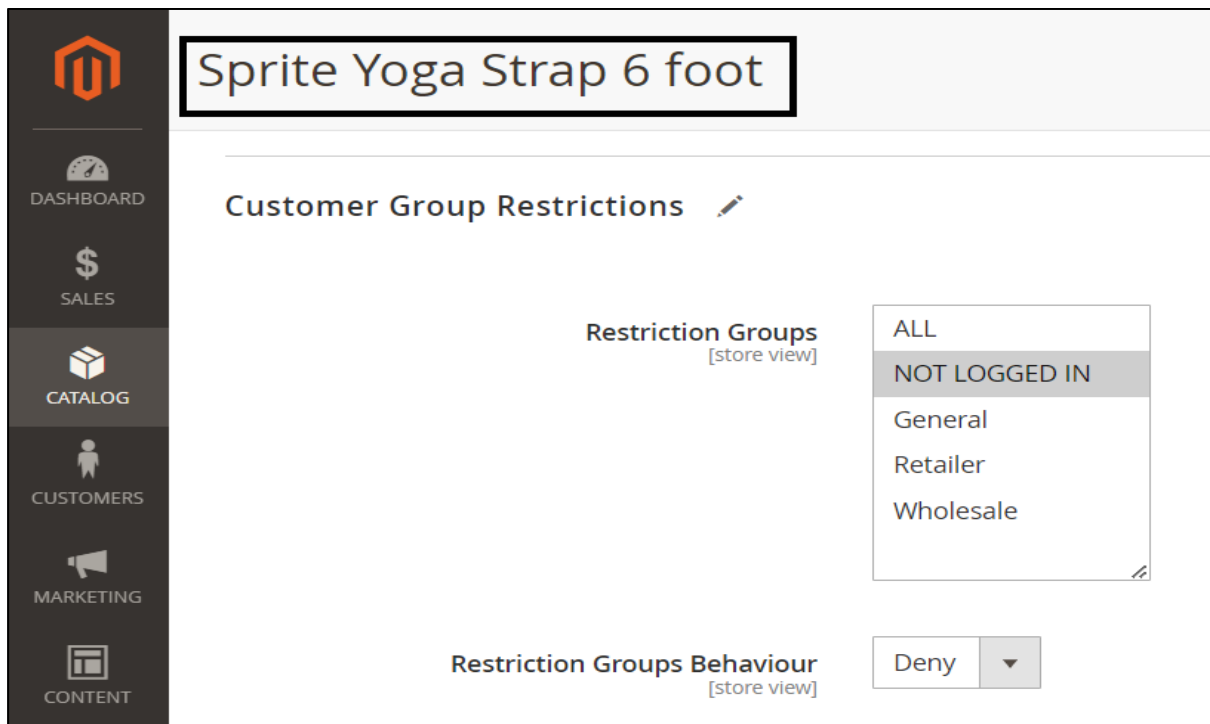 Sprite Yoga Strap 6 foot
DASHBOARD
SALES
CATALOG
CUSTOMERS
MARKETING
CONTENT
Customer Group Restrictions
Restriction Groups
[store view]
ALL
NOT LOGGED IN
General
Retailer
Wholesale
Restriction Groups Behaviour
[store view]
Deny